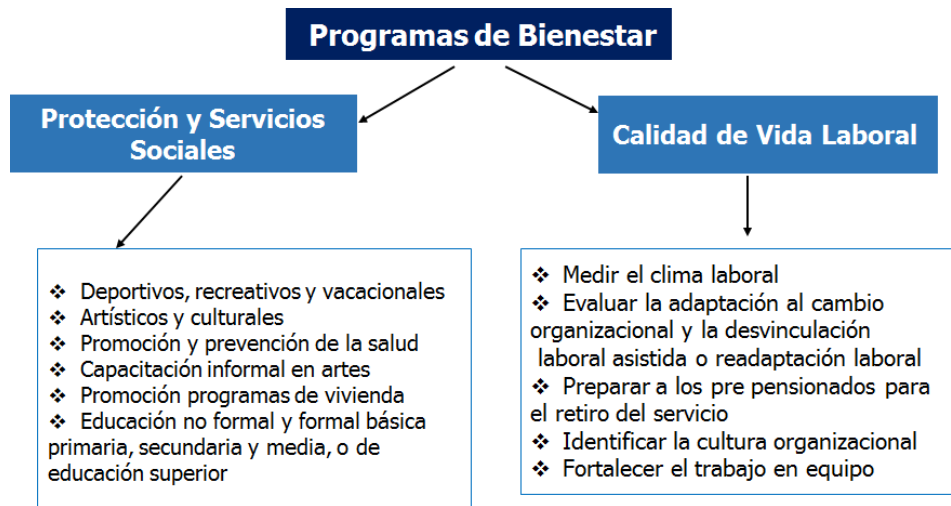 Programas de Bienestar
Protección y Servicios
Sociales
Calidad de Vida Laboral
❖ Deportivos, recreativos y vacacionales
❖ Artísticos y culturales
❖ Promoción y prevención de la salud
❖ Capacitación informal en artes
❖ Promoción programas de vivienda
❖ Educación no formal y formal básica
primaria, secundaria y media, o de
educación superior
❖ Medir el clima laboral
❖ Evaluar la adaptación al cambio
organizacional y la desvinculación
laboral asistida o readaptación laboral
❖ Preparar a los pre pensionados para
el retiro del servicio
❖ Identificar la cultura organizacional
❖ Fortalecer el trabajo en equipo